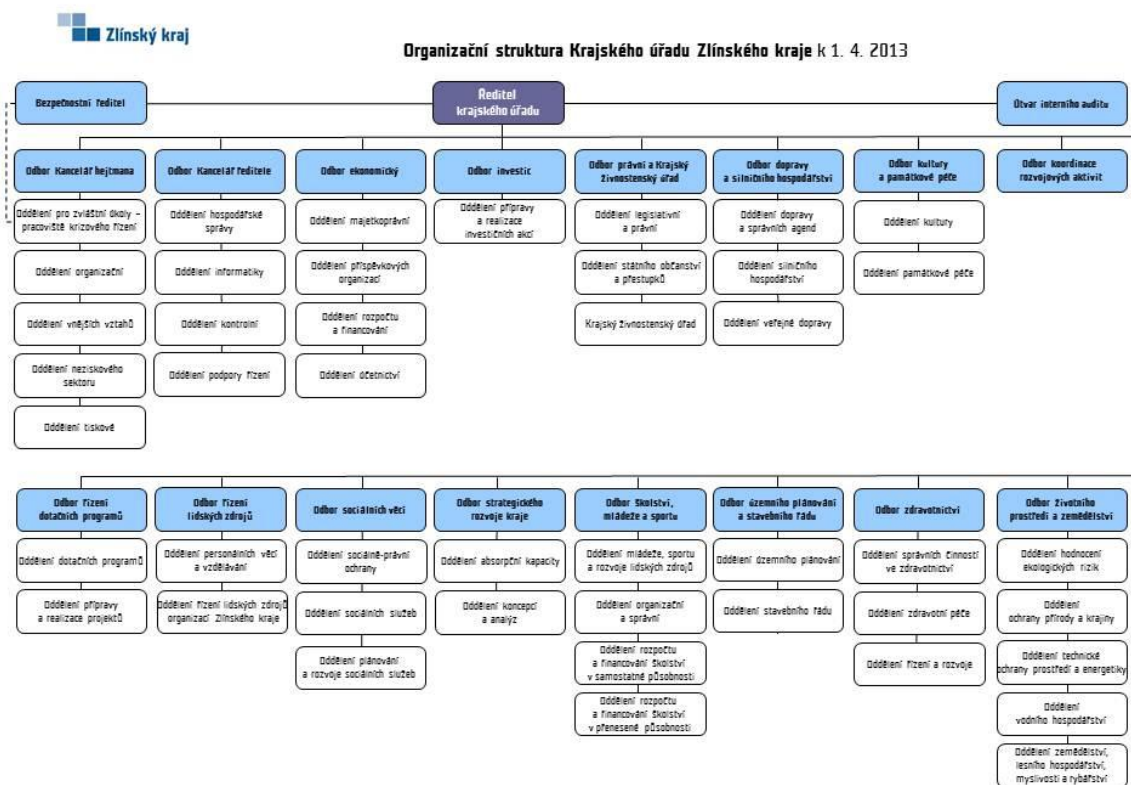 Zlínský kraj
Organizační struktura Krajského úřadu Zlínského kraje k 1. 4. 2013
Bezpečnostní ředitel
Ředitel
krajského úřadu
Útvar interního auditu
Odbor Kancelář hejtmana
Oddělení pro zvláštní úkoly –
pracoviště krizového řízení
Oddělení organizační
Oddělení vnějších vztahů
Oddělení neziskového
sektoru
Oddělení tiskové
Odbor Kancelář ředitele
Oddělení hospodářské
správy
Oddělení informatiky
Oddělení kontrolní
Oddělení podpory řízení
Odbor ekonomický
Oddělení majetkoprávní
Oddělení příspěvkových
organizací
Oddělení rozpočtu
a financování
Oddělení účetnictví
Odbor investic
Oddělení přípravy
a realizace
investičních akcí
Odbor právní a Krajský
živnostenský úřad
Oddělení legislativní
a právní
Oddělení státního občanství
a přestupků
Krajský živnostenský úřad
Odbor dopravy
a silničního hospodářství
Oddělení dopravy
a správních agend
Oddělení silničního
hospodářství
Oddělení veřejné dopravy
Odbor kultury
a památkové péče
Oddělení kultury
Oddělení památkové péče
Odbor koordinace
rozvojových aktivit
Odbor řízení
dotačních programů
Oddělení dotačních programů
Oddělení přípravy
a realizace projektů
Odbor řízení
lidských zdrojů
Oddělení personálních věcí
a vzdělávání
Oddělení řízení lidských zdrojů
organizací Zlínského kraje
Odbor sociálních věcí
Oddělení sociálně-právní
ochrany
Oddělení sociálních služeb
Oddělení plánování
a rozvoje sociálních služeb
Odbor strategického
rozvoje kraje
Oddělení absorpční kapacity
Oddělení koncepcí
a analýz
Odbor školství,
mládeže a sportu
Oddělení mládeže, sportu
a rozvoje lidských zdrojů
Oddělení organizační
a správní
Oddělení rozpočtu
a financování školství
v samostatné působnosti
Oddělení rozpočtu
a financování školství
v přenesené působnosti
Odbor územního plánování
a stavebního řádu
Oddělení územního plánování
Oddělení stavebního řádu
Odbor zdravotnictví
Oddělení správních činností
ve zdravotnictví
Oddělení zdravotní péče
Oddělení řízení a rozvoje
Odbor životního
prostředí a zemědělství
Oddělení hodnocení
ekologických rizik
Oddělení
ochrany přírody a krajiny
Oddělení technické
ochrany prostředí a energetiky
Oddělení
vodního hospodářství
Oddělení zemědělství,
lesního hospodářství,
myslivosti a rybářství